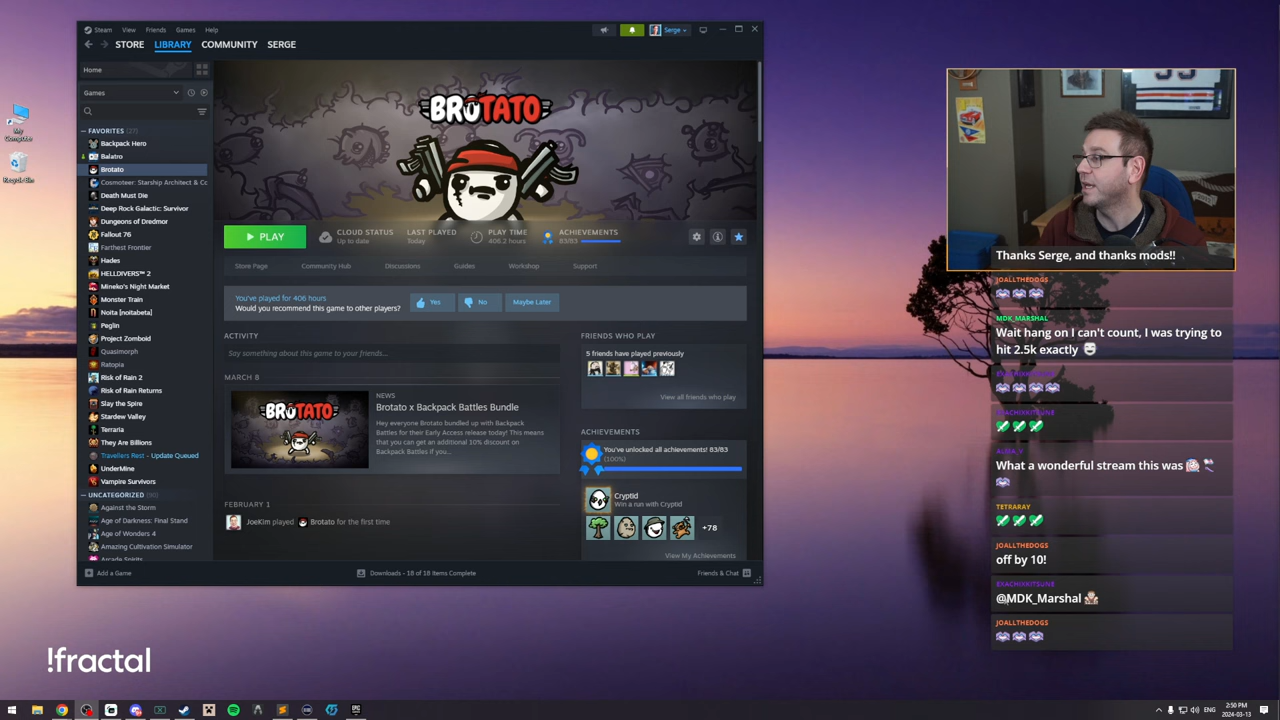 Steam View Friends Games Help
Serge
STORE LIBRARY COMMUNITY SERGE
Home
Games
FAVORITES (27)
Backpack Hero
Balatro
Brotato
Cosmoteer: Starship Architect & Cc
Death Must Die
Deep Rock Galactic: Survivor
Dungeons of Dredmor
Fallout 76
Farthest Frontier
Hades
HELLDIVERS™ 2
Mineko's Night Market
Monster Train
Noita [noitabeta]
Peglin
Project Zomboid
Quasimorph
Ratopia
Risk of Rain 2
Risk of Rain Returns
Slay the Spire
Stardew Valley
Terraria
They Are Billions
Travellers Rest - Update Queued
UnderMine
Vampire Survivors
UNCATEGORIZED (90)
Against the Storm
Age of Darkness: Final Stand
Age of Wonders 4
Amazing Cultivation Simulator
Arcade Spirits
Add a Game
BROTATO
PLAY
CLOUD STATUS
Up to date
LAST PLAYED
Today
PLAY TIME
406.2 hours
ACHIEVEMENTS
83/83
Store Page Community Hub Discussions Guides Workshop Support
You've played for 406 hours
Would you recommend this game to other players?
Yes No Maybe Later
ACTIVITY
Say something about this game to your friends...
MARCH 8
BROTATO
NEWS
Brotato x Backpack Battles Bundle
Hey everyone Brotato bundled up with Backpack
Battles for their Early Access release today! This means
that you can get an additional 10% discount on
Backpack Battles if you...
FEBRUARY 1
JoeKim played Brotato for the first time
FRIENDS WHO PLAY
5 friends have played previously
View all friends who play
ACHIEVEMENTS
You've unlocked all achievements! 83/83
(100%)
Cryptid
Win a run with Cryptid
+78
View My Achievements
Downloads - 18 of 18 Items Complete
Friends & Chat
My
Computer
Recycle Bin
!fractal
Thanks Serge, and thanks mods!!
JOALLTHEDOGS
MDK_MARSHAL
Wait hang on I can't count, I was trying to
hit 2.5k exactly
EXACHIXKITSUNE
EXACHIXKITSUNE
What a wonderful stream this was
TETRARAY
JOALLTHEDOGS
off by 10!
EXACHIXKITSUNE
@MDK_Marshal
JOALLTHEDOGS
ENG
2:50 PM
2024-03-13